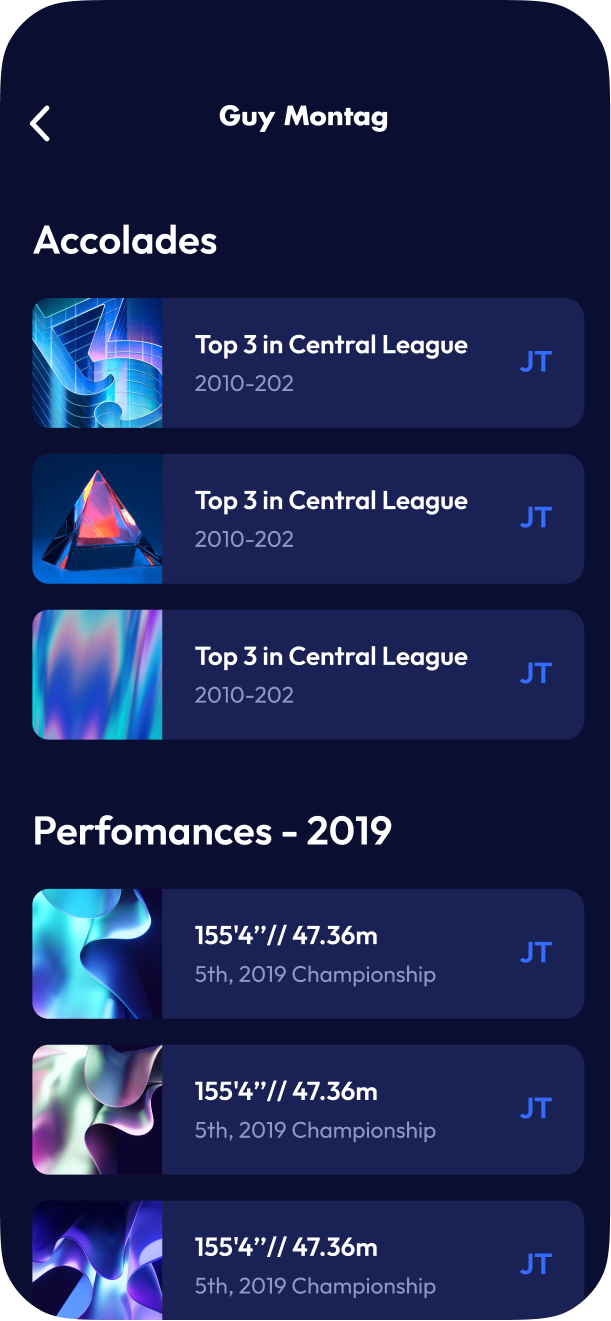 Guy Montag
Accolades
Top 3 in Central League
2010-202
JT
Top 3 in Central League
2010-202
JT
Top 3 in Central League
2010-202
JT
Perfomances - 2019
155'4”// 47.36m
5th, 2019 Championship
JT
155'4”// 47.36m
5th, 2019 Championship
JT
155'4”// 47.36m
5th, 2019 Championship
JT